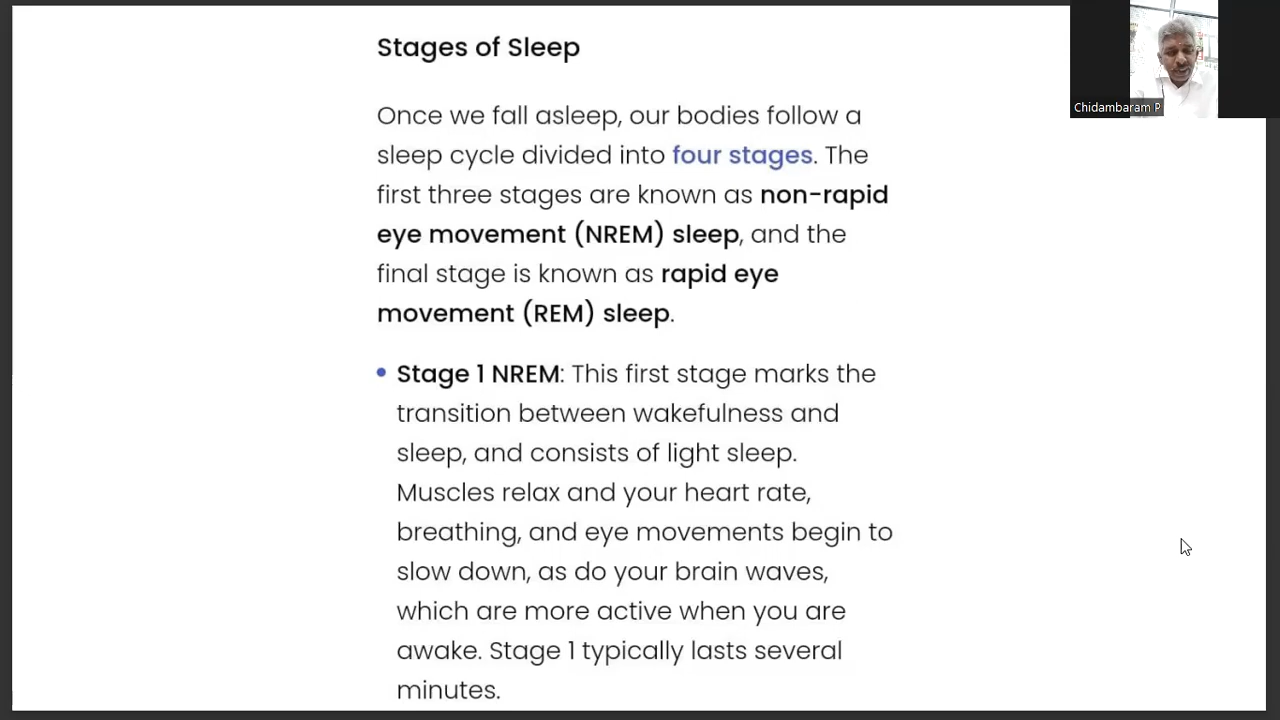 Stages of Sleep
Once we fall asleep, our bodies follow a
sleep cycle divided into four stages. The
first three stages are known as non-rapid
eye movement (NREM) sleep, and the
final stage is known as rapid eye
movement (REM) sleep.
Stage 1 NREM: This first stage marks the
transition between wakefulness and
sleep, and consists of light sleep.
Muscles relax and your heart rate,
breathing, and eye movements begin to
slow down, as do your brain waves,
which are more active when you are
awake. Stage 1 typically lasts several
minutes.
Chidambaram P